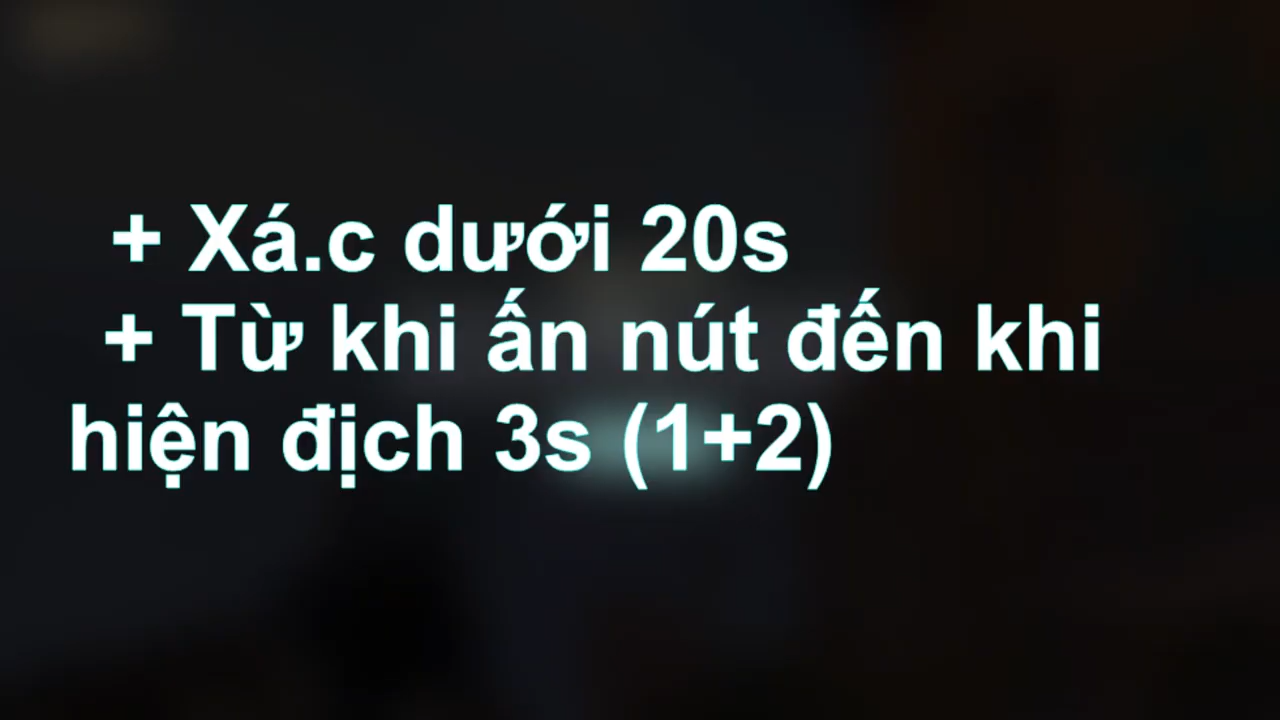 + Xá.c dưới 20s
+ Từ khi ấn nút đến khi
hiện địch 3s (1+2)